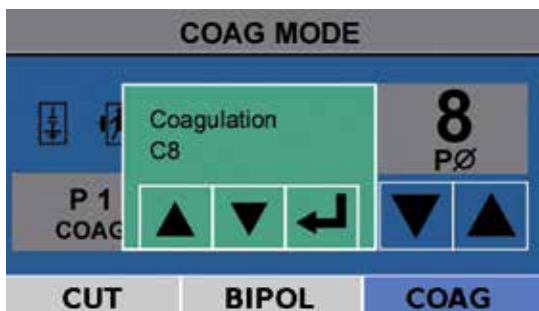 COAG MODE
Coagulation
C8
8
PØ
P 1
COAG
CUT BIPOL COAG